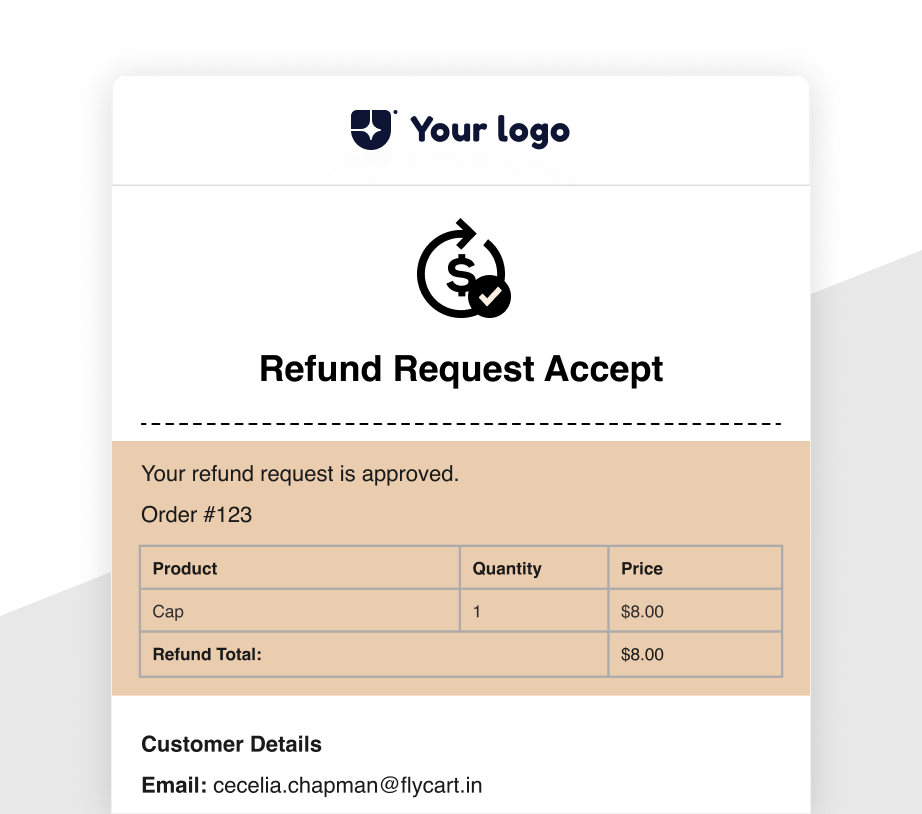 Your logo
Refund Request Accept
Your refund request is approved.
Order #123
Product Quantity Price
Cap 1 $8.00
Refund Total: $8.00
Customer Details
Email: cecelia.chapman@flycart.in